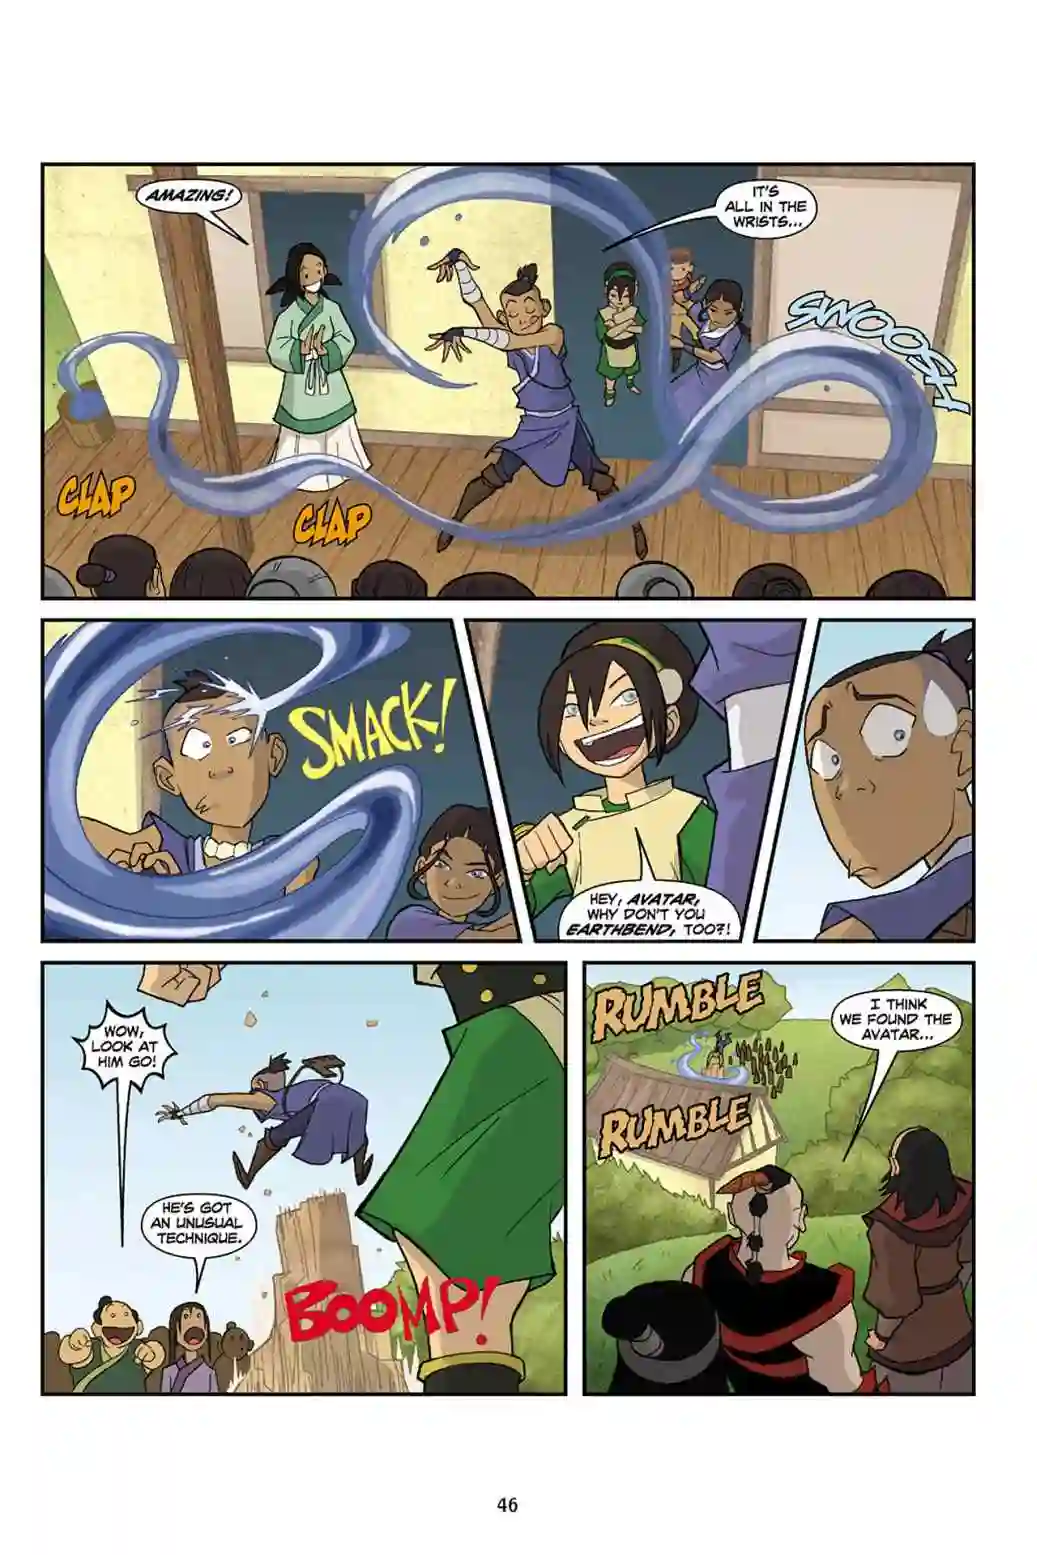 AMAZING!
IT'S
ALL IN THE
WRISTS...
SWOOSH
CLAP
CLAP
SMACK!
HEY, AVATAR,
WHY DON'T YOU
EARTHBEND, TOO?!
WOW,
LOOK AT
HIM GO!
HE'S GOT
AN UNUSUAL
TECHNIQUE.
BOOMP!
RUMBLE
I THINK
WE FOUND THE
AVATAR...
RUMBLE
46